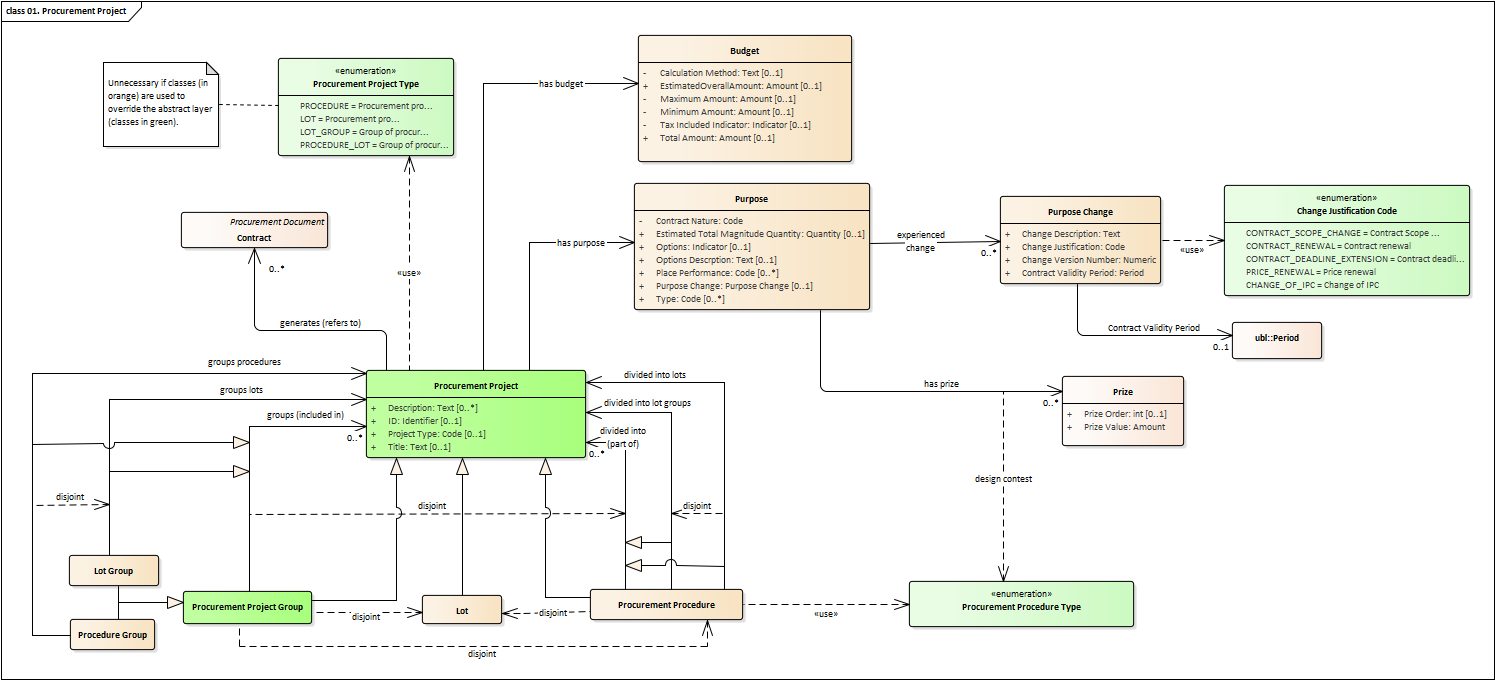 class 01. Procurement Project
Unnecessary if classes (in
orange) are used to
override the abstract layer
(classes in green).
«enumeration»
Procurement Project Type
PROCEDURE = Procurement pro...
LOT = Procurement pro...
LOT_GROUP = Group of procur...
PROCEDURE_LOT = Group of procur...
has budget
Budget
- Calculation Method: Text [0..1]
+ EstimatedOverallAmount: Amount [0..1]
- Maximum Amount: Amount [0..1]
- Minimum Amount: Amount [0..1]
- Tax Included Indicator: Indicator [0..1]
+ Total Amount: Amount [0..1]
Procurement Document
Contract
0..*
generates (refers to)
«use»
has purpose
Purpose
- Contract Nature: Code
+ Estimated Total Magnitude Quantity: Quantity [0..1]
+ Options: Indicator [0..1]
+ Options Descrption: Text [0..1]
+ Place Performance: Code [0..*]
+ Purpose Change: Purpose Change [0..1]
+ Type: Code [0..*]
experienced
change
0..*
Purpose Change
+ Change Description: Text
+ Change Justification: Code
+ Change Version Number: Numeric
+ Contract Validity Period: Period
«use»
«enumeration»
Change Justification Code
CONTRACT_SCOPE_CHANGE = Contract Scope ...
CONTRACT_RENEWAL = Contract renewal
CONTRACT_DEADLINE_EXTENSION = Contract deadli...
PRICE_RENEWAL = Price renewal
CHANGE_OF_IPC = Change of IPC
Contract Validity Period
0..1
ubl::Period
groups procedures
groups lots
groups (included in)
0..*
Procurement Project
+ Description: Text [0..*]
+ ID: Identifier [0..1]
+ Project Type: Code [0..1]
+ Title: Text [0..1]
divided into lots
divided into lot groups
divided into
(part of)
0..*
has prize
0..*
Prize
+ Prize Order: int [0..1]
+ Prize Value: Amount
design contest
disjoint
disjoint
disjoint
Lot Group
Procurement Project Group
Procedure Group
disjoint
Lot
disjoint
Procurement Procedure
«use»
«enumeration»
Procurement Procedure Type
disjoint